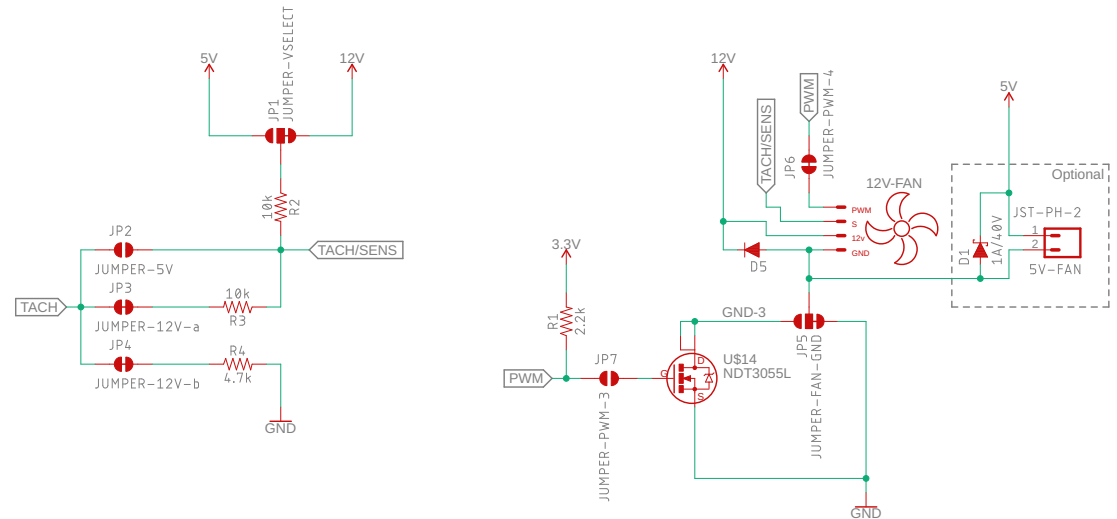 5V
12V
JP1
JUMPER-VSELECT
10k
R2
JP2
JUMPER-5V
TACH/SENS
TACH
JP3
JUMPER-12V-a
10k
R3
JP4
JUMPER-12V-b
R4
4.7k
GND
12V
TACH/SENS
PWM
JP6
JUMPER-PWM-4
12V-FAN
PWM
S
12v
GND
D5
5V
Optional
JST-PH-2
1
2
5V-FAN
D1
1A/40V
3.3V
R1
2.2k
PWM
JP7
JUMPER-PWM-3
GND-3
G
D
S
U$14
NDT3055L
JP5
JUMPER-FAN-GND
GND